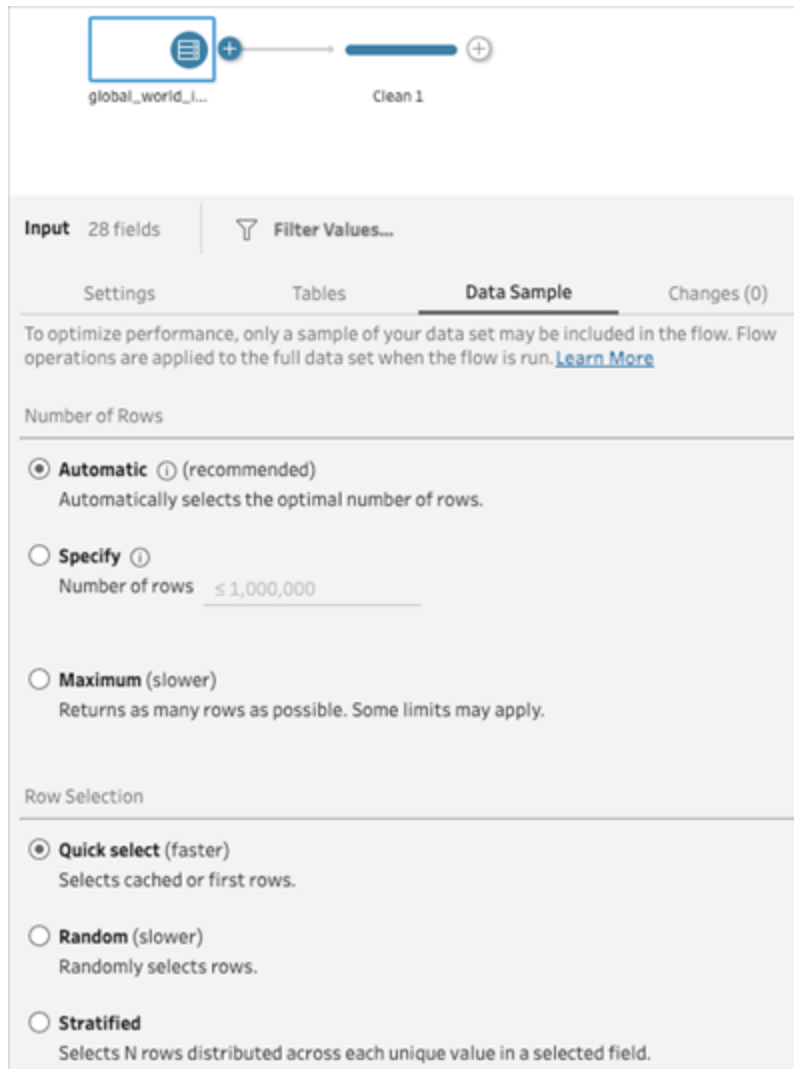 global_world_i...
Clean 1
Input 28 fields Filter Values...
Settings Tables Data Sample Changes (0)
To optimize performance, only a sample of your data set may be included in the flow. Flow
operations are applied to the full data set when the flow is run. Learn More
Number of Rows
Automatic (recommended)
Automatically selects the optimal number of rows.
Specify
Number of rows ≤ 1,000,000
Maximum (slower)
Returns as many rows as possible. Some limits may apply.
Row Selection
Quick select (faster)
Selects cached or first rows.
Random (slower)
Randomly selects rows.
Stratified
Selects N rows distributed across each unique value in a selected field.